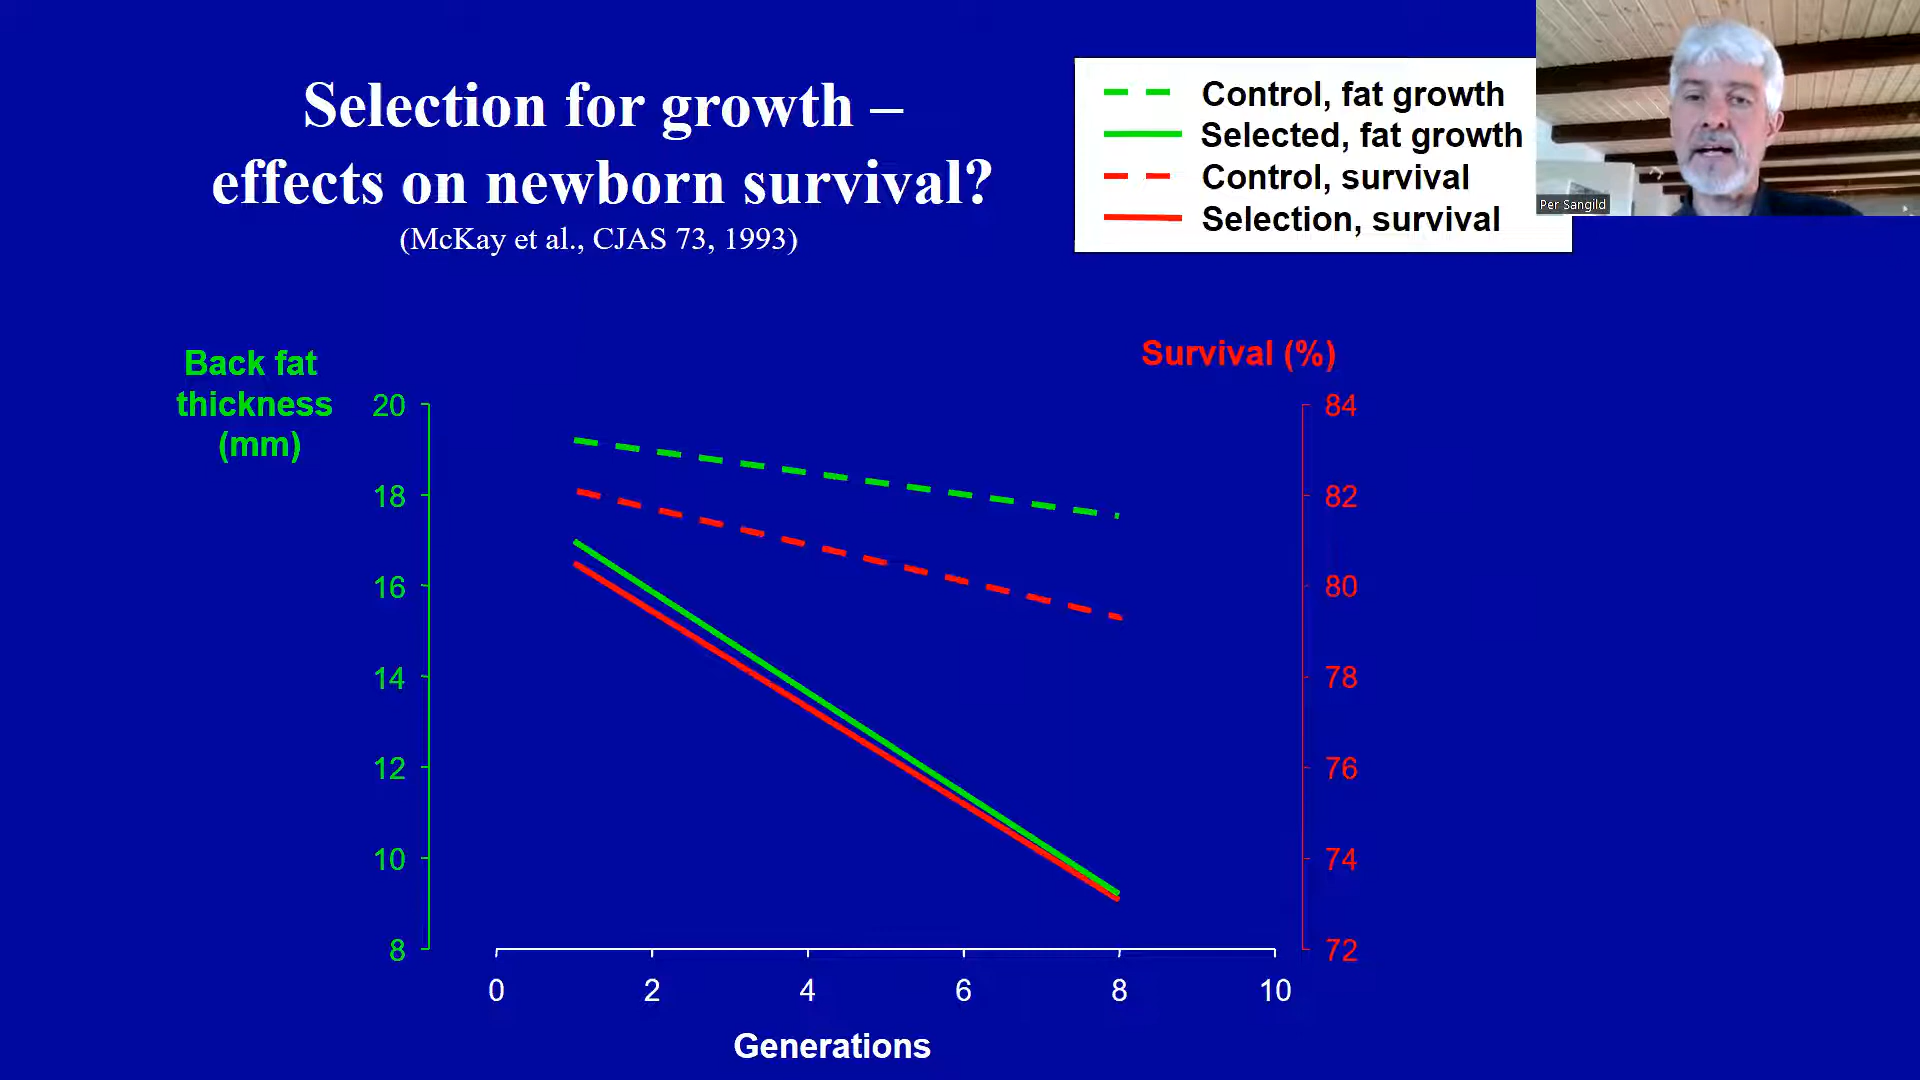 Selection for growth –
effects on newborn survival?
(McKay et al., CJAS 73, 1993)
Control, fat growth
Selected, fat growth
Control, survival
Selection, survival
Per Sangild
Back fat
thickness
(mm)
Survival (%)
20
18
16
14
12
10
8
84
82
80
78
76
74
72
0 2 4 6 8 10
Generations